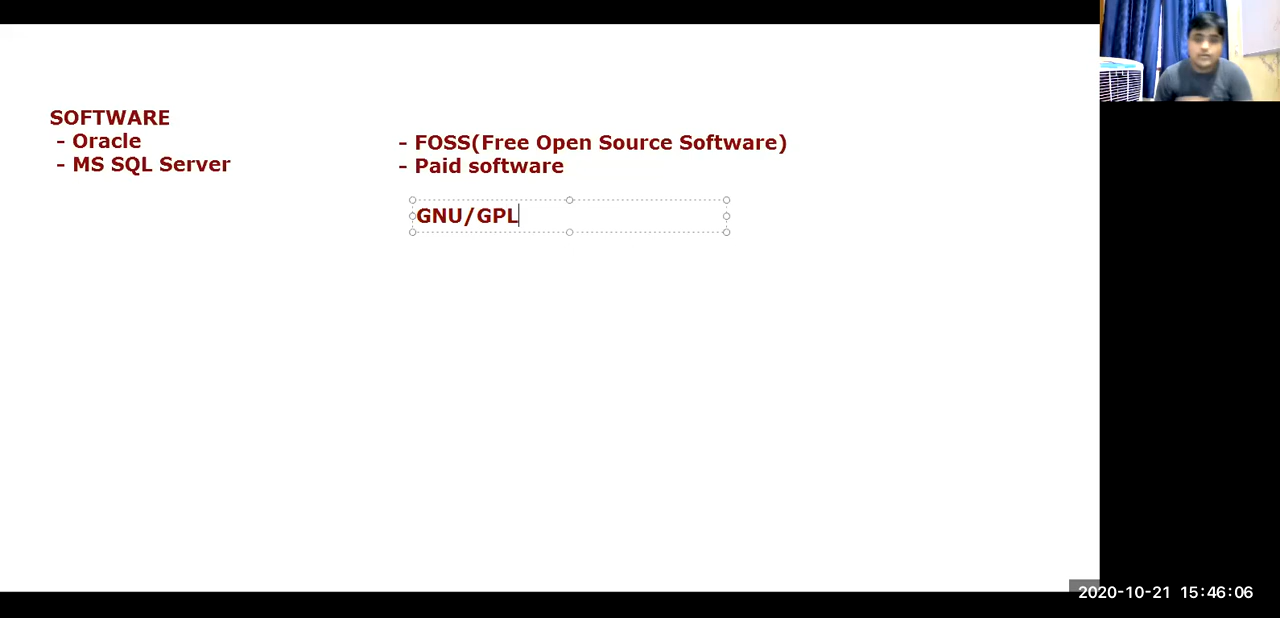 SOFTWARE
- Oracle
- MS SQL Server
- FOSS(Free Open Source Software)
- Paid software
GNU/GPL
2020-10-21 15:46:06